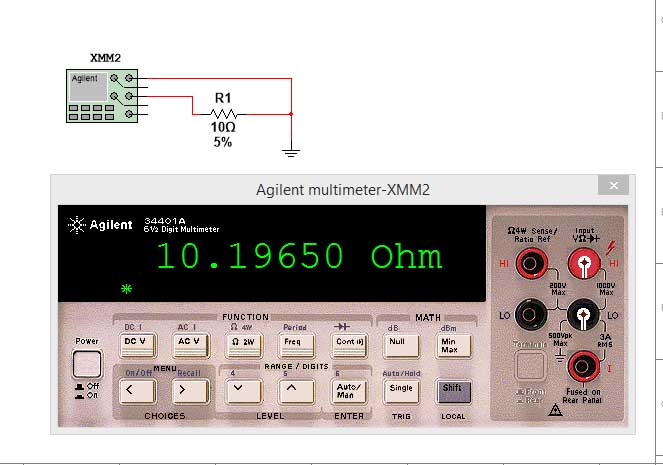 XMM2
Agilent
R1
10Ω
5%
Agilent multimeter-XMM2
x
Agilent 34401A
6½ Digit Multimeter
10.19650 Ohm
*
Ω4W Sense/
Ratio Ref
Input
VΩ
HI
HI
200V
Max
1000V
Max
LO
LO
500Vpk
Max
3A
RMS
Terminals
I
Front
Rear
Fused on
Rear Panal
Power
Off
On
FUNCTION
MATH
DC I
AC I
Ω 4W
Period
dB
dBm
DC V
AC V
Ω 2W
Freq
Cont
Null
Min
Max
MENU
RANGE / DIGITS
On/Off
Recall
4
5
6
Auto/Hold
<
>
Auto/
Man
Single
Shift
CHOICES
LEVEL
ENTER
TRIG
LOCAL